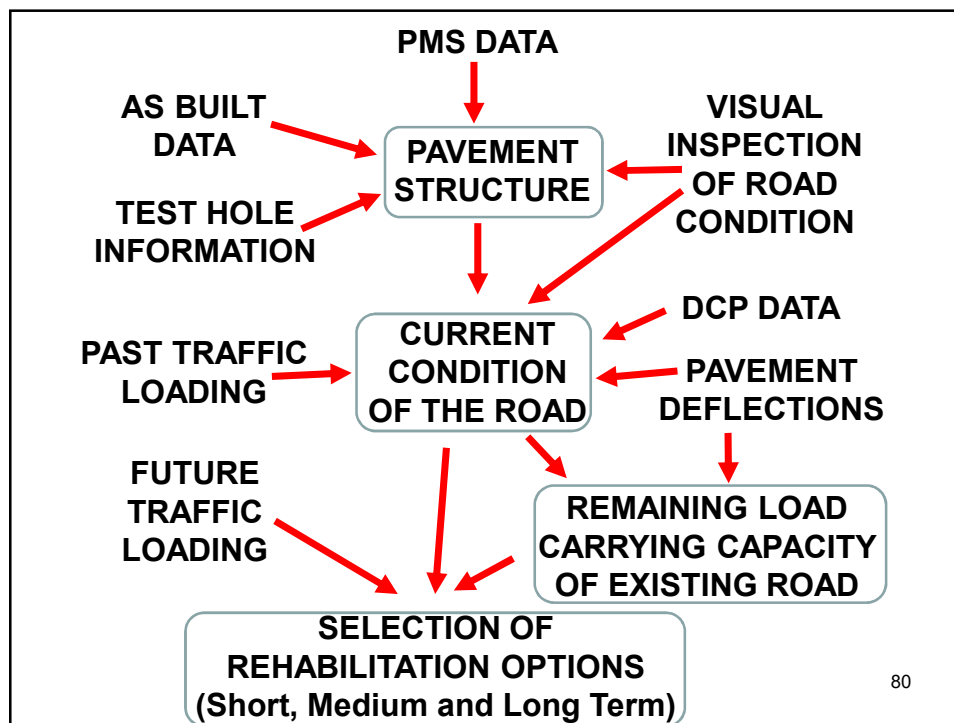 PMS DATA
AS BUILT
DATA
VISUAL
INSPECTION
OF ROAD
CONDITION
PAVEMENT
STRUCTURE
TEST HOLE
INFORMATION
DCP DATA
CURRENT
CONDITION
OF THE ROAD
PAST TRAFFIC
LOADING
PAVEMENT
DEFLECTIONS
FUTURE
TRAFFIC
LOADING
REMAINING LOAD
CARRYING CAPACITY
OF EXISTING ROAD
SELECTION OF
REHABILITATION OPTIONS
(Short, Medium and Long Term)
80